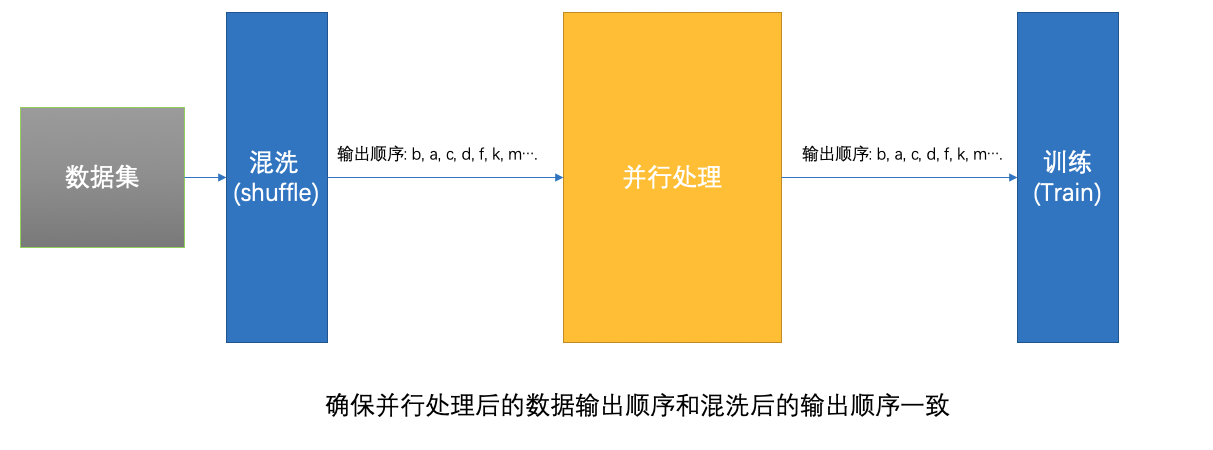 数据集
混洗
(shuffle)
输出顺序: b, a, c, d, f, k, m….
并行处理
输出顺序: b, a, c, d, f, k, m….
训练
(Train)
确保并行处理后的数据输出顺序和混洗后的输出顺序一致